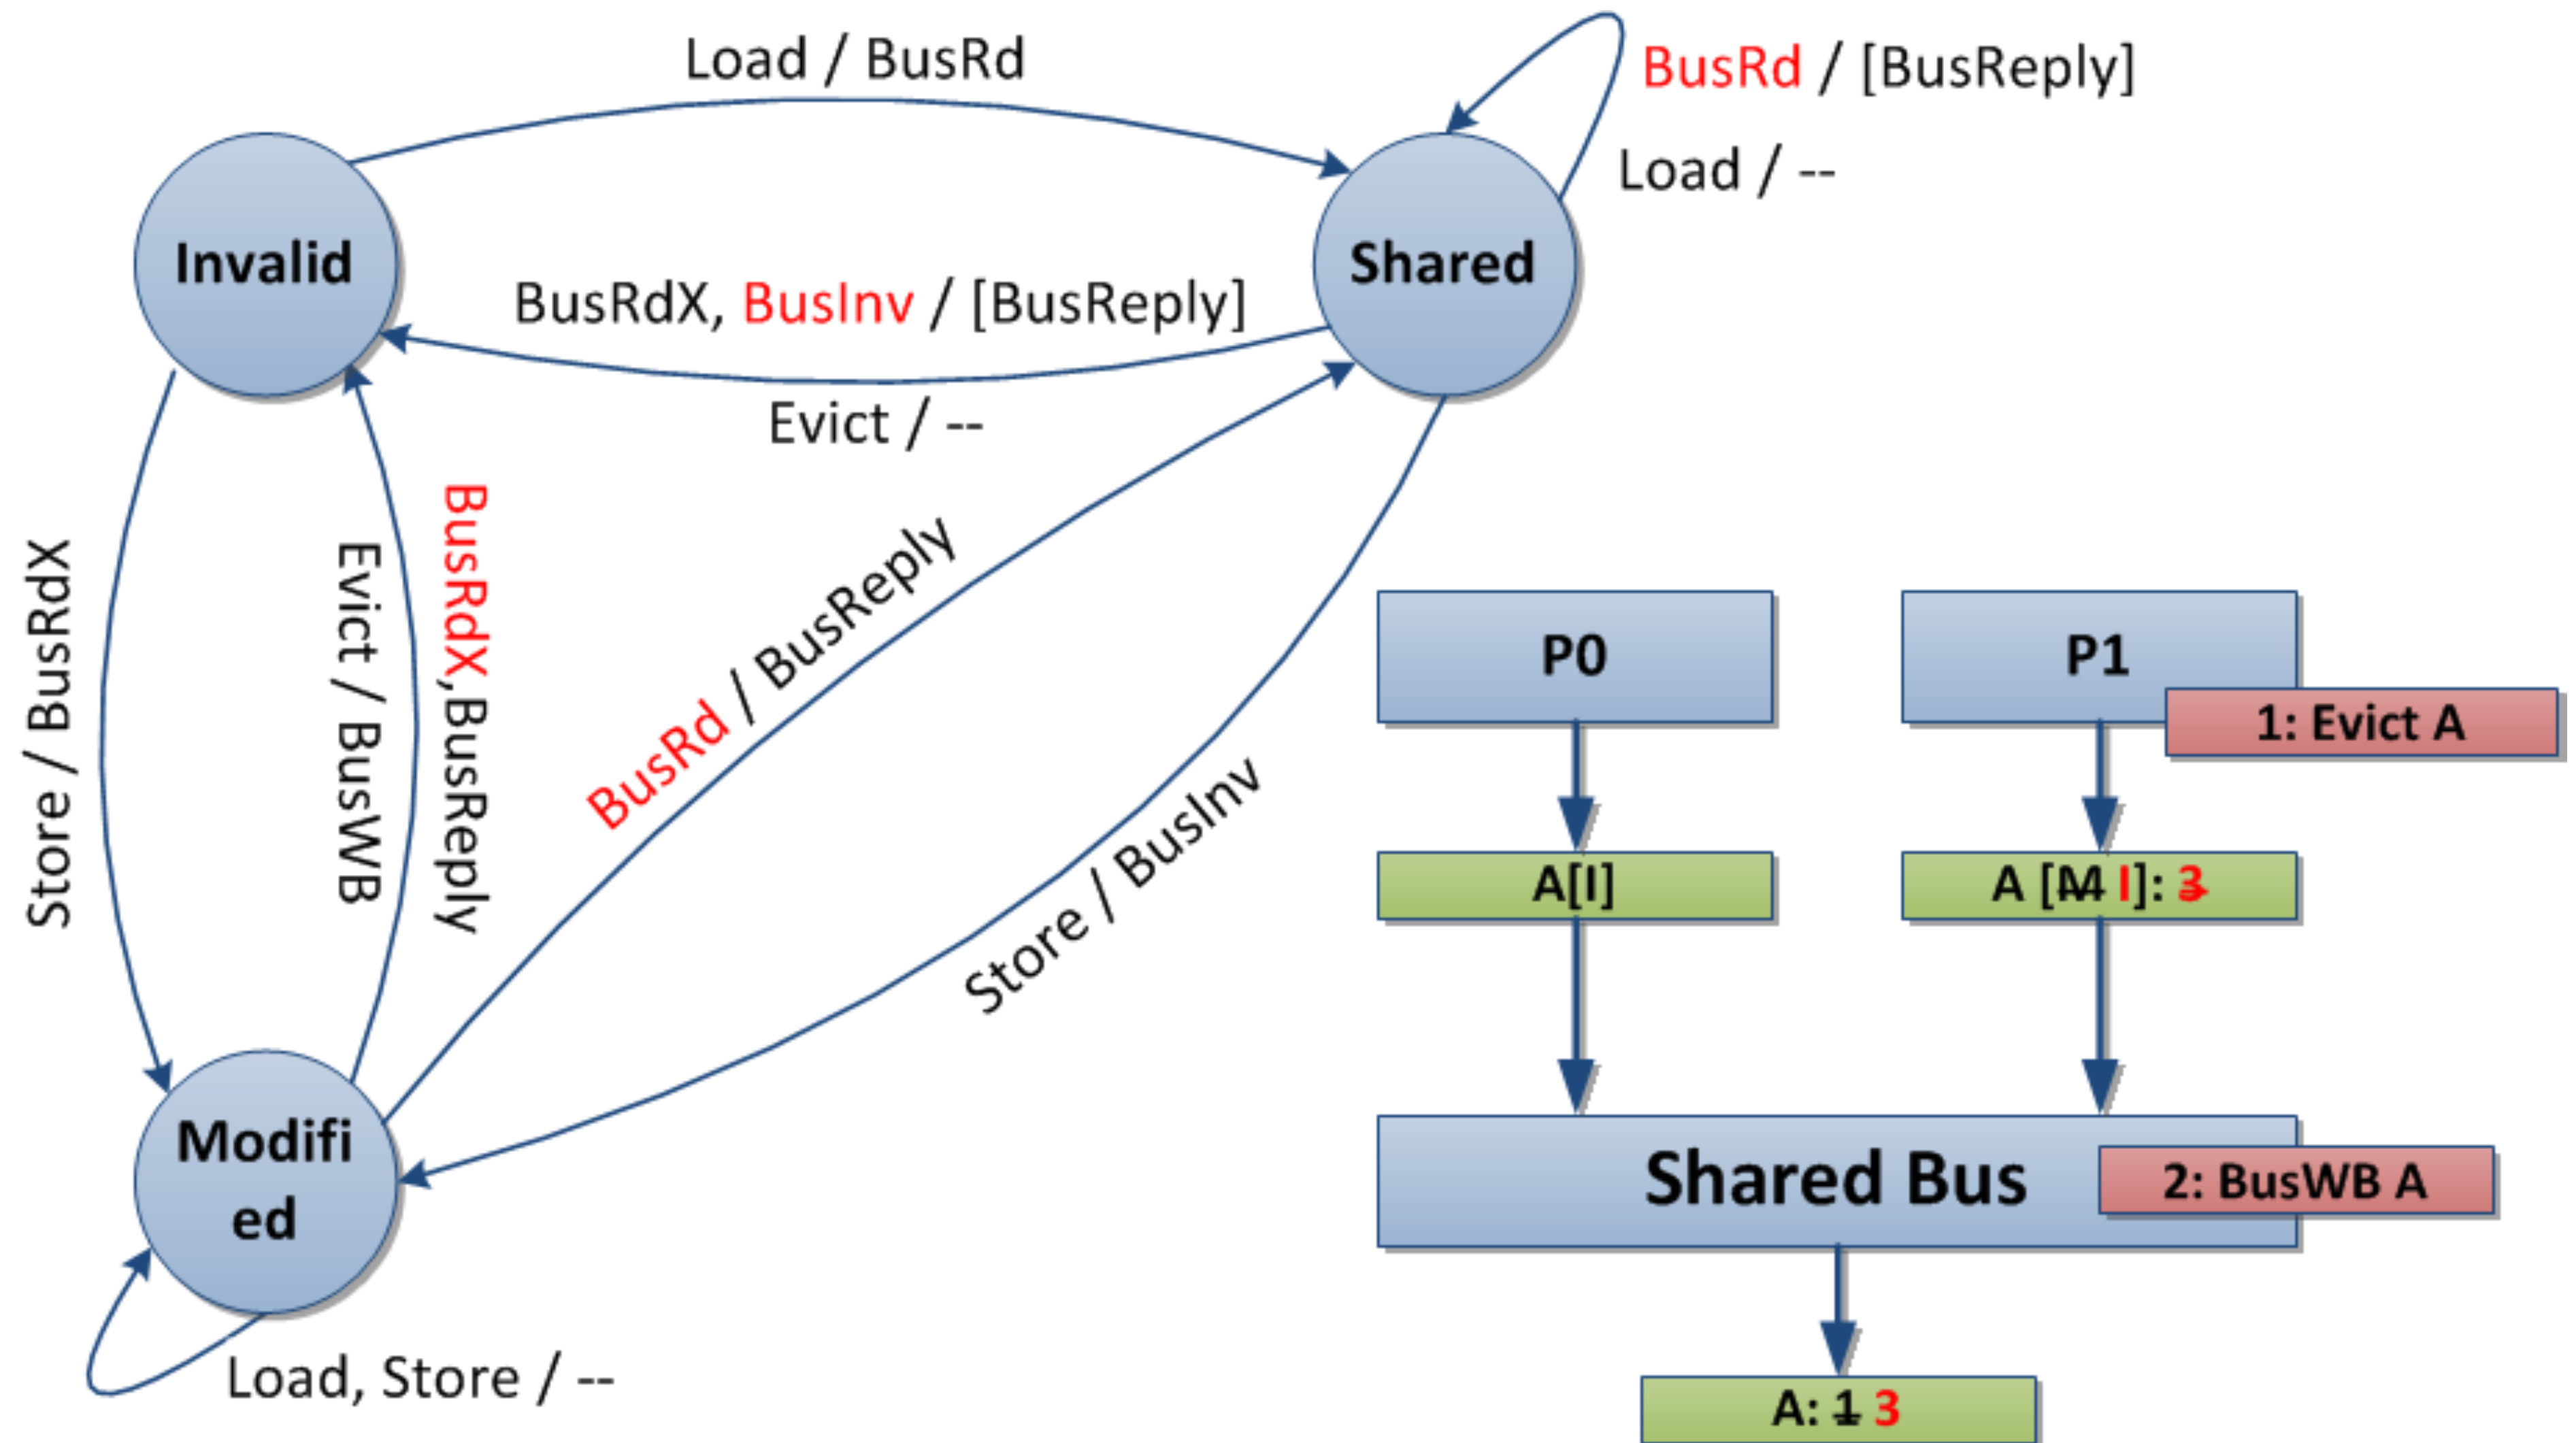 Load / BusRd
BusRd / [BusReply]
Load / --
Invalid
Shared
BusRdX, BusInv / [BusReply]
Evict / --
Store / BusRdX
Evict / BusWB
BusRdX,BusReply
BusRd / BusReply
Store / BusInv
Modifi
ed
Load, Store / --
P0
P1
1: Evict A
A[I]
A [M I]: 3
Shared Bus
2: BusWB A
A: 1 3